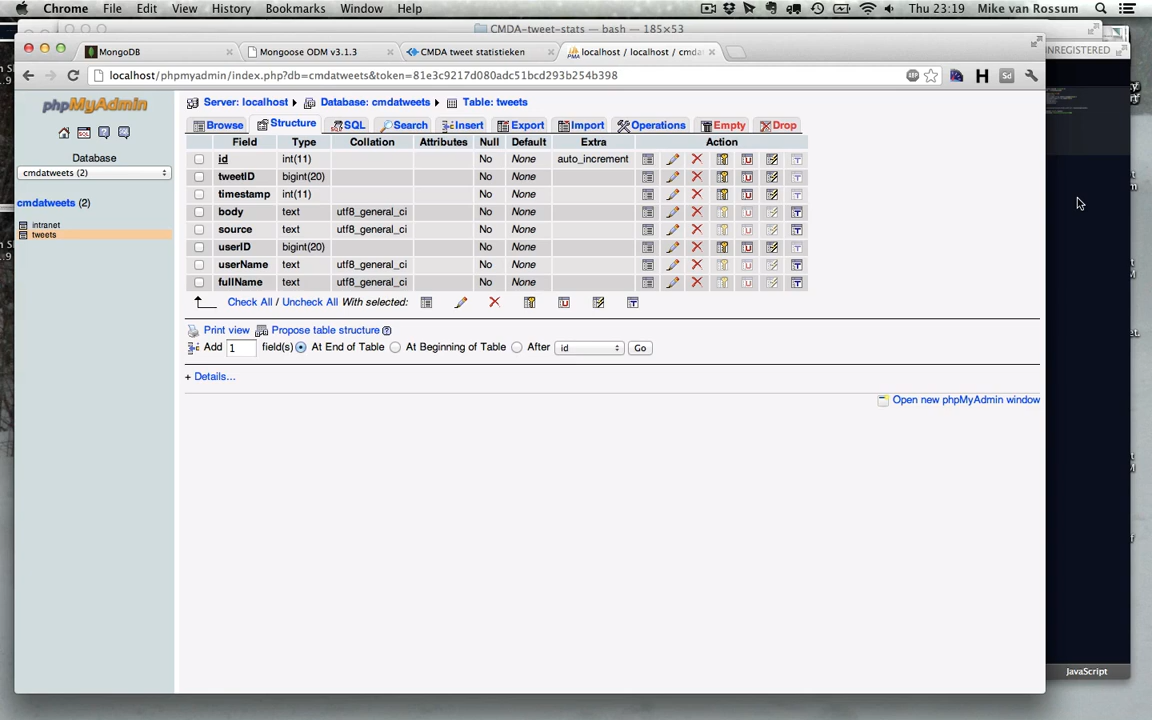 Chrome File Edit View History Bookmarks Window Help Thu 23:19 Mike van Rossum
CMDA-tweet-stats — bash — 185×53
MongoDB Mongoose ODM v3.1.3 CMDA tweet statistieken localhost / localhost / cmda
NREGISTERED
localhost/phpmyadmin/index.php?db=cmdatweets&token=81e3c9217d080adc51bcd293b254b398
phpMyAdmin
Database
cmdatweets (2)
cmdatweets (2)
intranet
tweets
Server: localhost Database: cmdatweets Table: tweets
Browse Structure SQL Search Insert Export Import Operations Empty Drop
Field Type Collation Attributes Null Default Extra Action
id int(11) No None auto_increment
tweetID bigint(20) No None
timestamp int(11) No None
body text utf8_general_ci No None
source text utf8_general_ci No None
userID bigint(20) No None
userName text utf8_general_ci No None
fullName text utf8_general_ci No None
Check All / Uncheck All With selected:
Print view Propose table structure
Add 1 field(s) At End of Table At Beginning of Table After id Go
+ Details...
Open new phpMyAdmin window
JavaScript